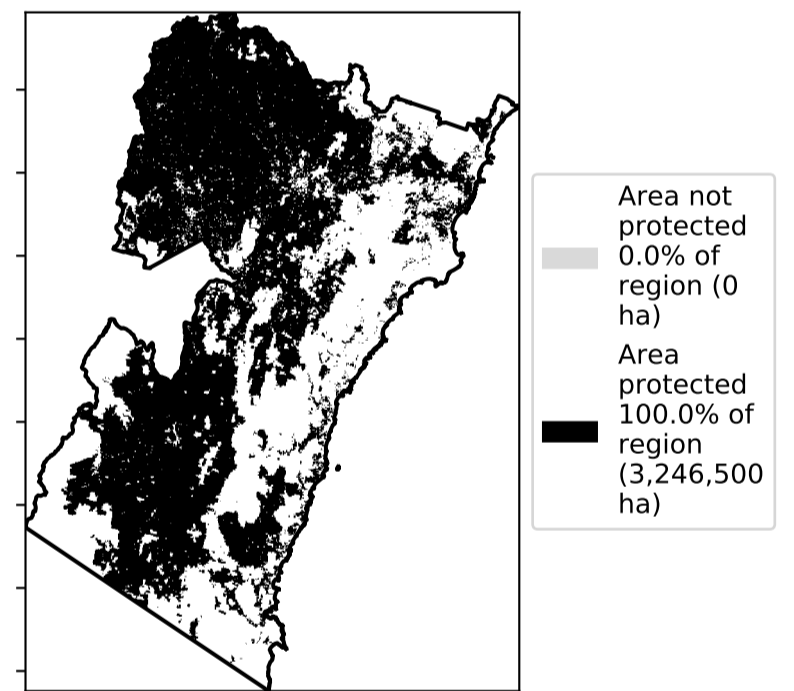 Area not
protected
0.0% of
region (0
ha)
Area
protected
100.0% of
region
(3,246,500
ha)